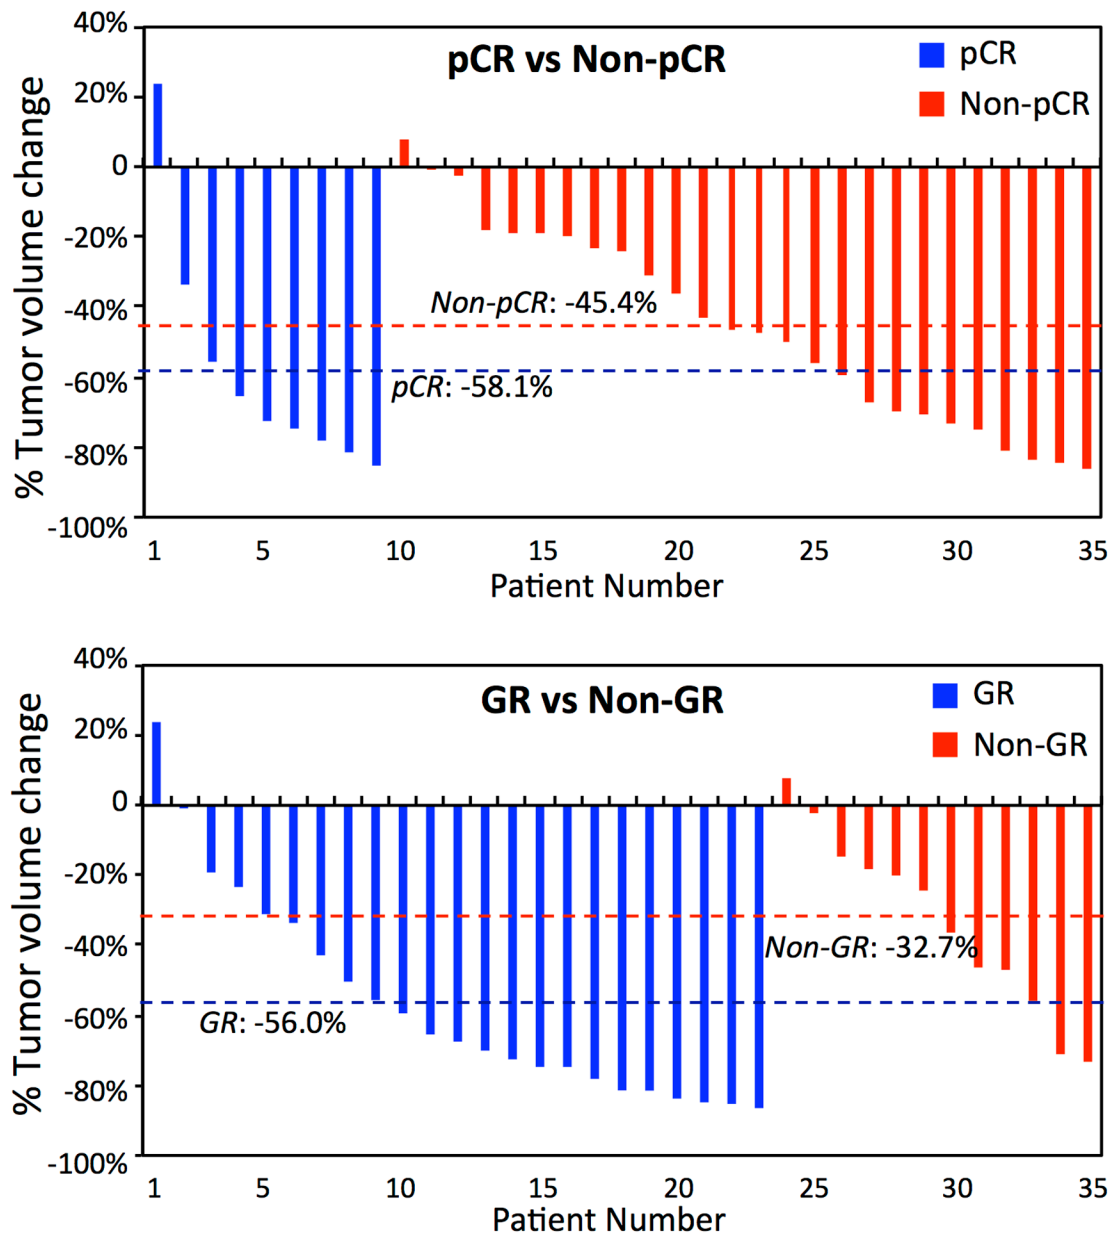 pCR vs Non-pCR
pCR
Non-pCR
% Tumor volume change
40%
20%
0
-20%
-40%
-60%
-80%
-100%
Non-pCR: -45.4%
pCR: -58.1%
1 5 10 15 20 25 30 35
Patient Number
GR vs Non-GR
GR
Non-GR
% Tumor volume change
40%
20%
0
-20%
-40%
-60%
-80%
-100%
Non-GR: -32.7%
GR: -56.0%
1 5 10 15 20 25 30 35
Patient Number